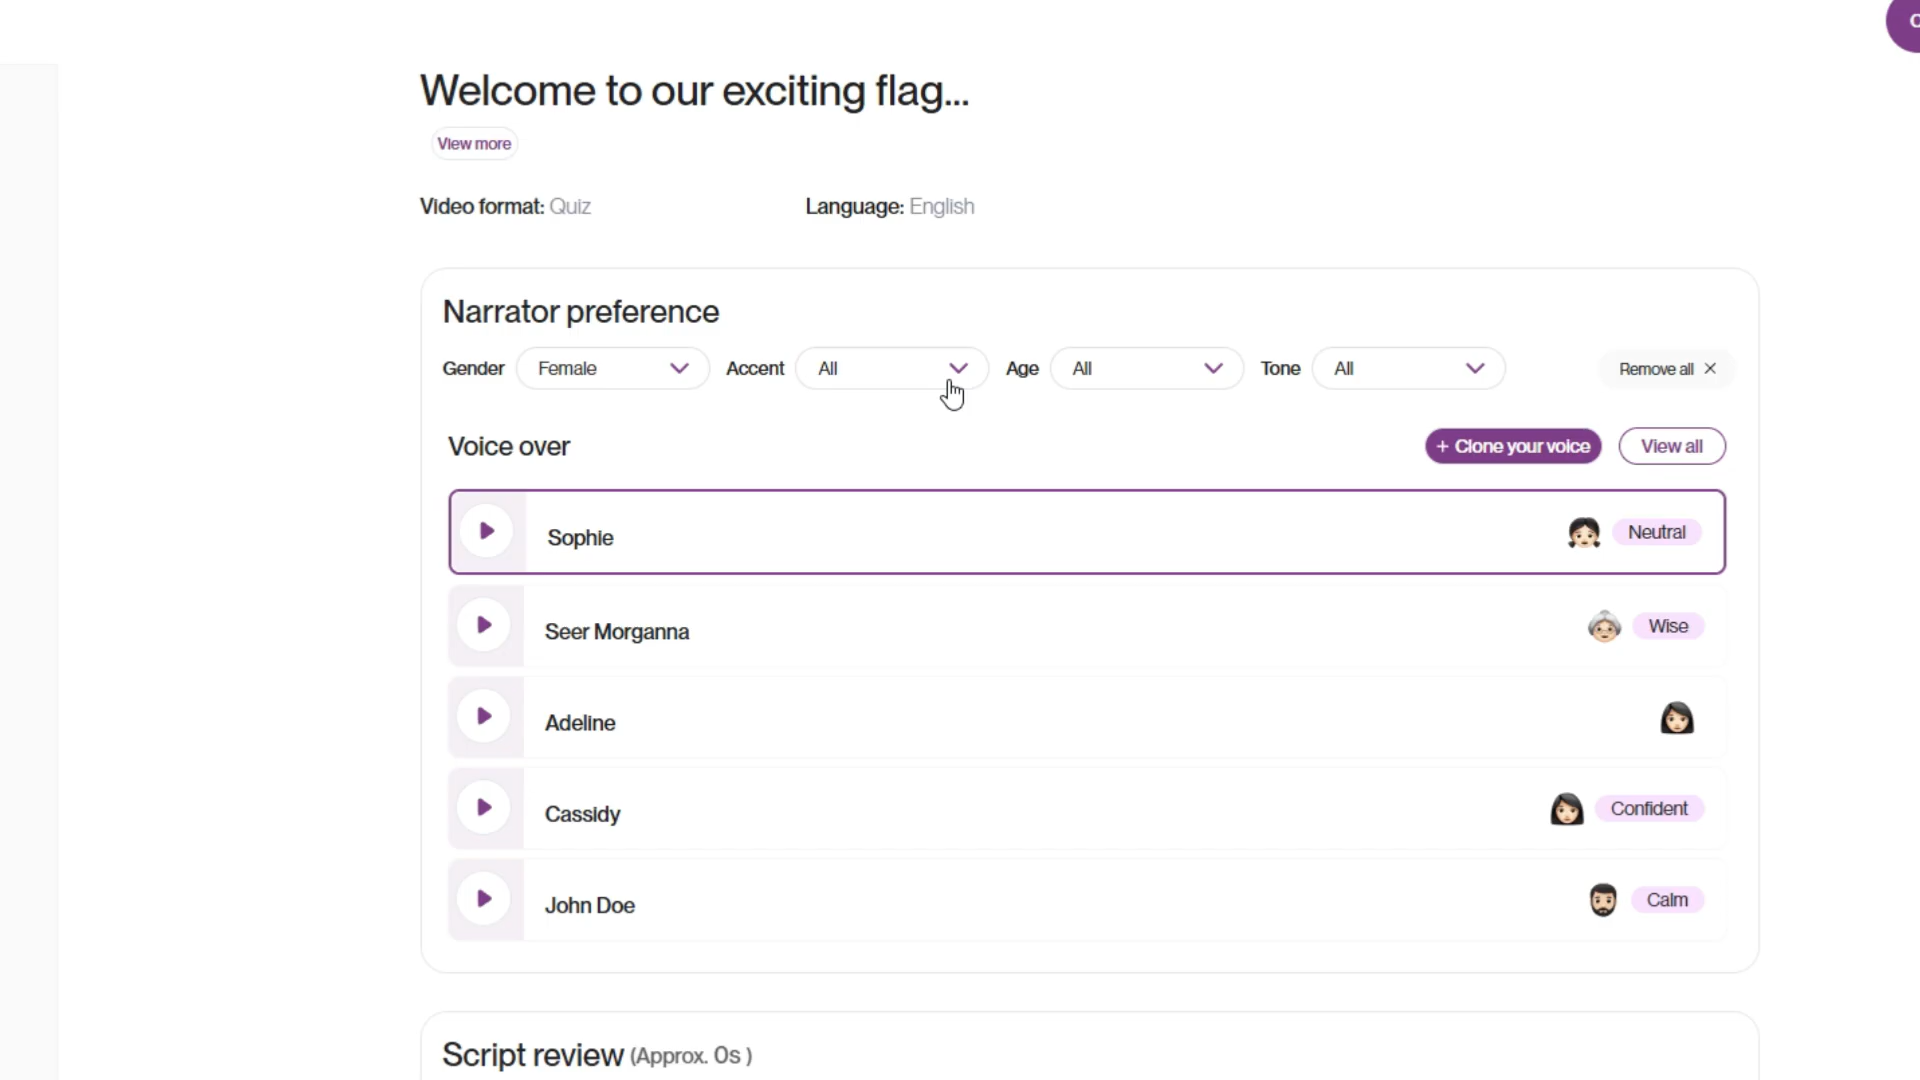 Welcome to our exciting flag...
View more
Video format: Quiz
Language: English
Narrator preference
Gender Female Accent All Age All Tone All Remove all ×
Voice over
+ Clone your voice
View all
Sophie
Neutral
Seer Morganna
Wise
Adeline
Cassidy
Confident
John Doe
Calm
Script review (Approx. 0s )